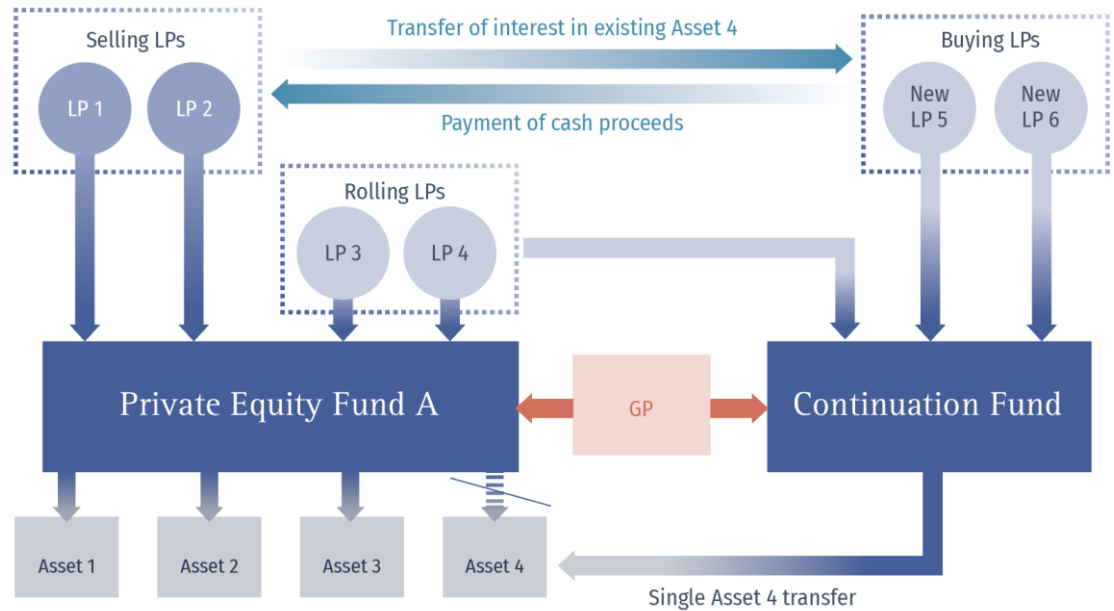 Selling LPs
Transfer of interest in existing Asset 4
Buying LPs
LP 1
LP 2
New
LP 5
New
LP 6
Payment of cash proceeds
Rolling LPs
LP 3
LP 4
Private Equity Fund A
GP
Continuation Fund
Asset 1
Asset 2
Asset 3
Asset 4
Single Asset 4 transfer